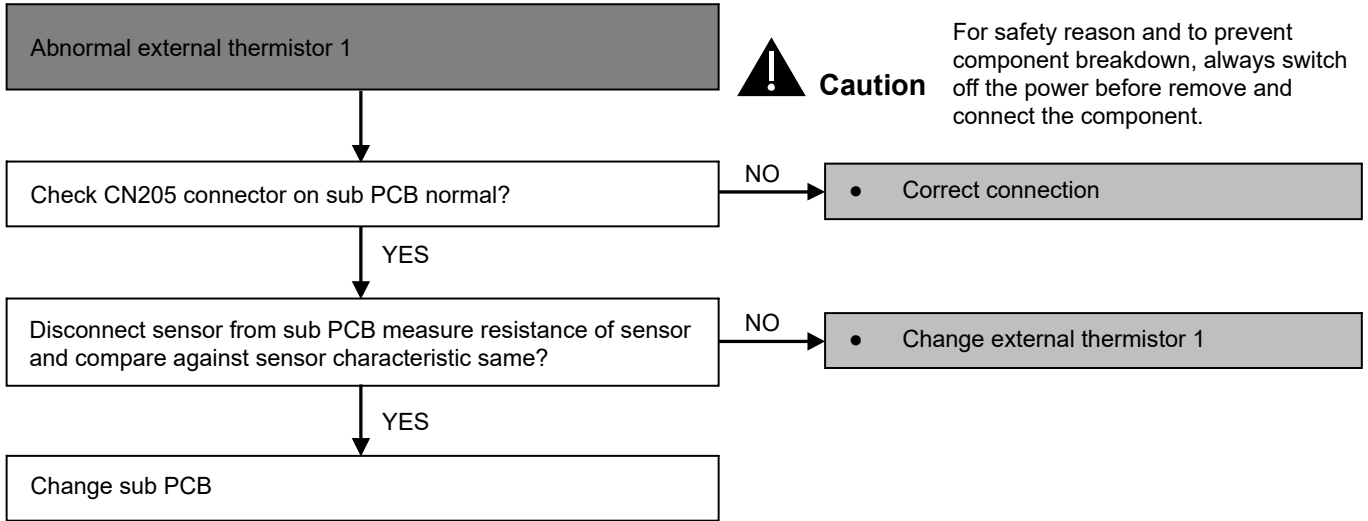 Abnormal external thermistor 1
Caution
For safety reason and to prevent
component breakdown, always switch
off the power before remove and
connect the component.
Check CN205 connector on sub PCB normal?
NO
● Correct connection
YES
Disconnect sensor from sub PCB measure resistance of sensor
and compare against sensor characteristic same?
NO
● Change external thermistor 1
YES
Change sub PCB